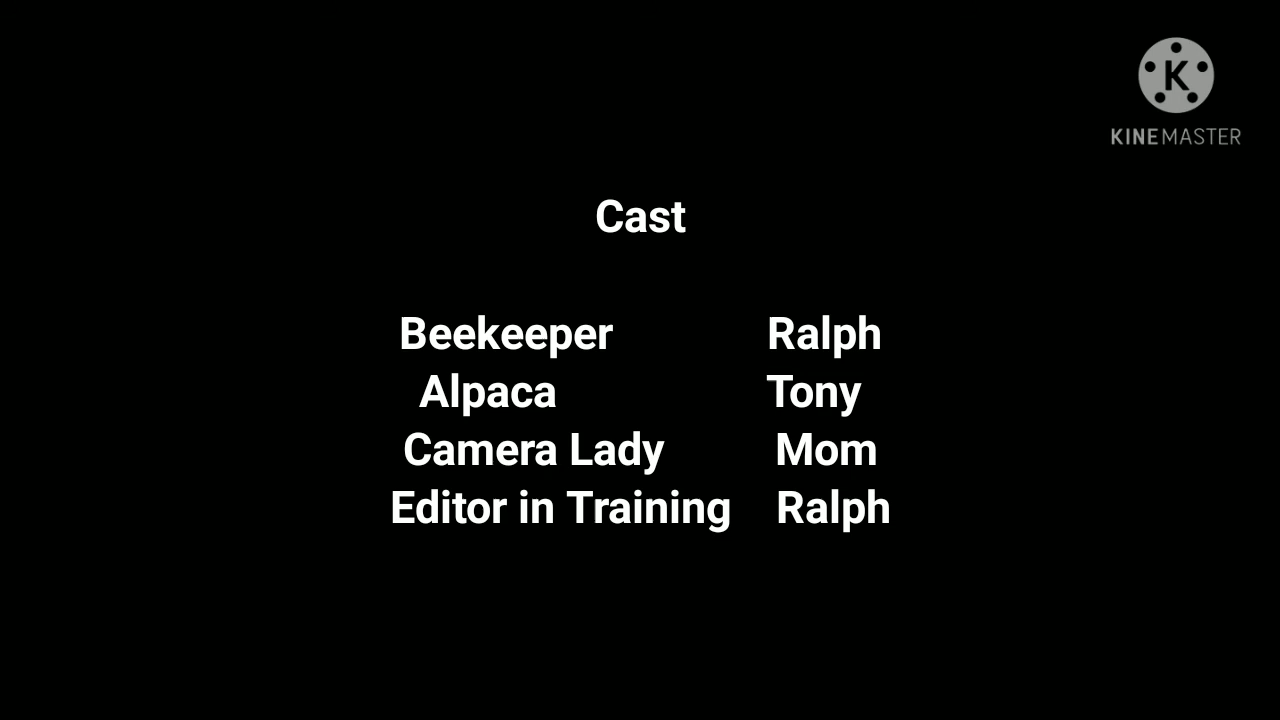 K
KINEMASTER
Cast
Beekeeper Ralph
Alpaca Tony
Camera Lady Mom
Editor in Training Ralph